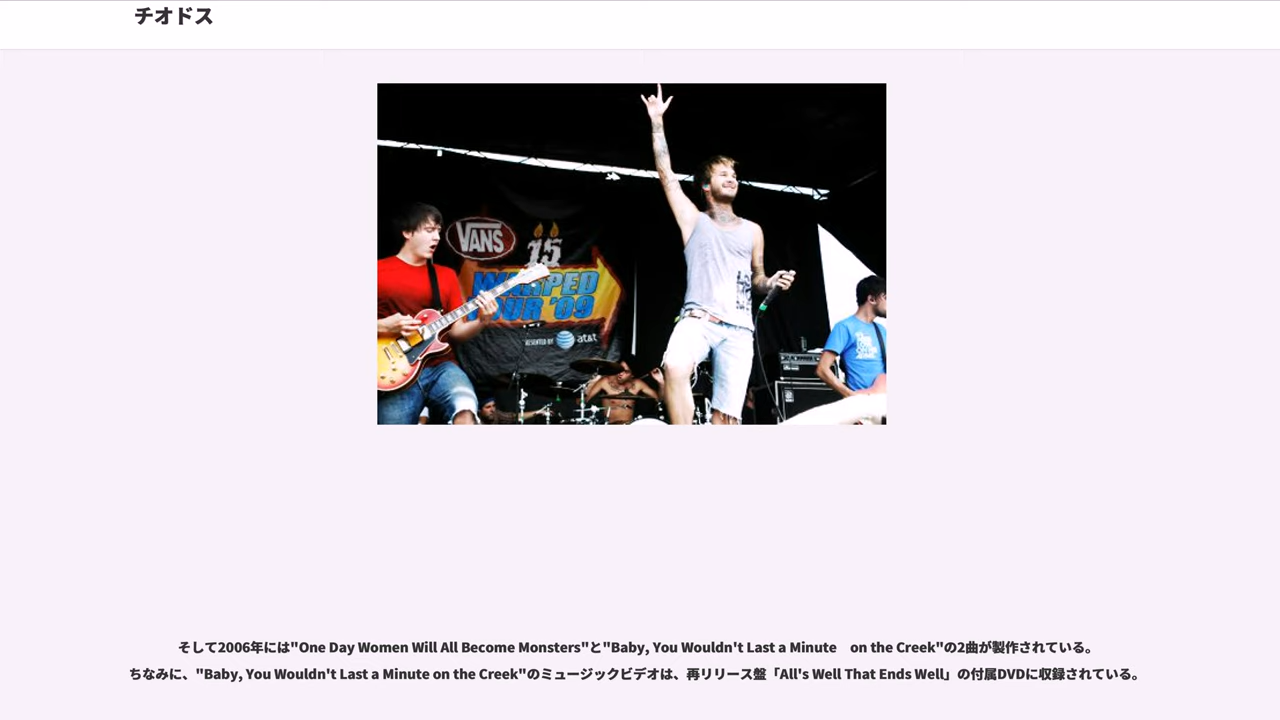 チオドス
VANS
15
WARPED
TOUR '09
PRESENTED BY at&t
そして2006年には"One Day Women Will All Become Monsters"と"Baby, You Wouldn't Last a Minute　on the Creek"の2曲が製作されている。
ちなみに、"Baby, You Wouldn't Last a Minute on the Creek"のミュージックビデオは、再リリース盤「All's Well That Ends Well」の付属DVDに収録されている。